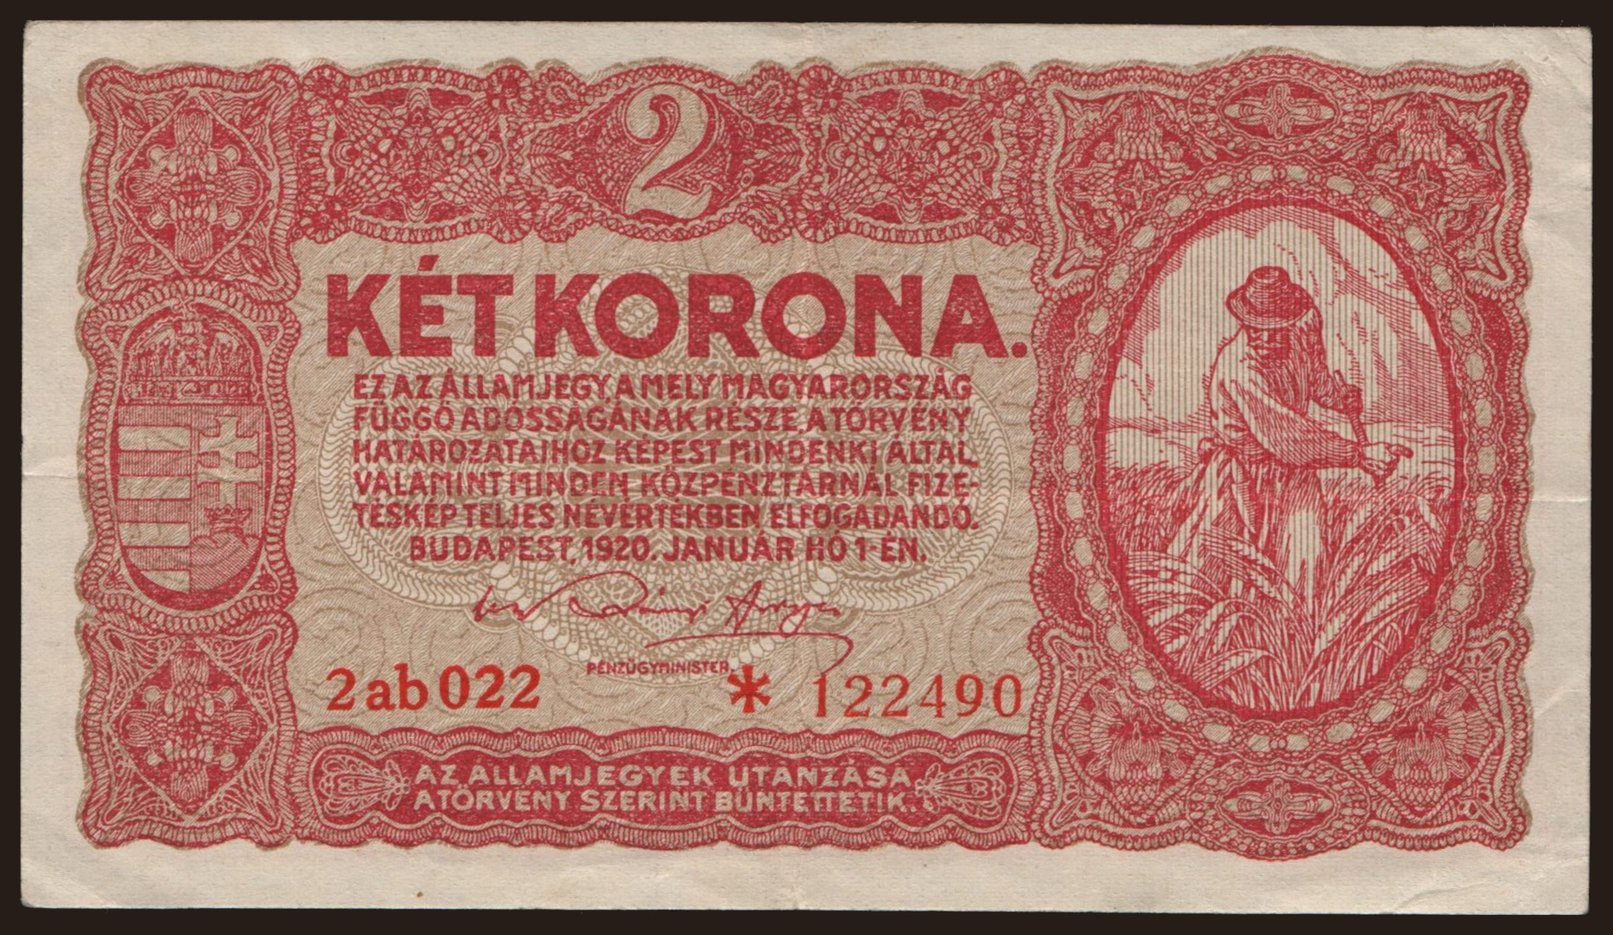 2
KÉT KORONA.
EZ AZ ÁLLAMJEGY, A MELY MAGYARORSZÁG
FÜGGŐ ADÓSSÁGÁNAK RÉSZE, A TÖRVÉNY
HATÁROZATAIHOZ KÉPEST MINDENKI ÁLTAL,
VALAMINT MINDEN KÖZPÉNZTÁRNÁL FIZE-
TÉSKÉP TELJES NÉVÉRTÉKBEN ELFOGADANDÓ.
BUDAPEST, 1920. JANUÁR HÓ 1-ÉN.
PÉNZÜGYMINISTER.
2ab022 * 122490
AZ ÁLLAMJEGYEK UTÁNZÁSA
A TÖRVÉNY SZERINT BÜNTETTETIK.